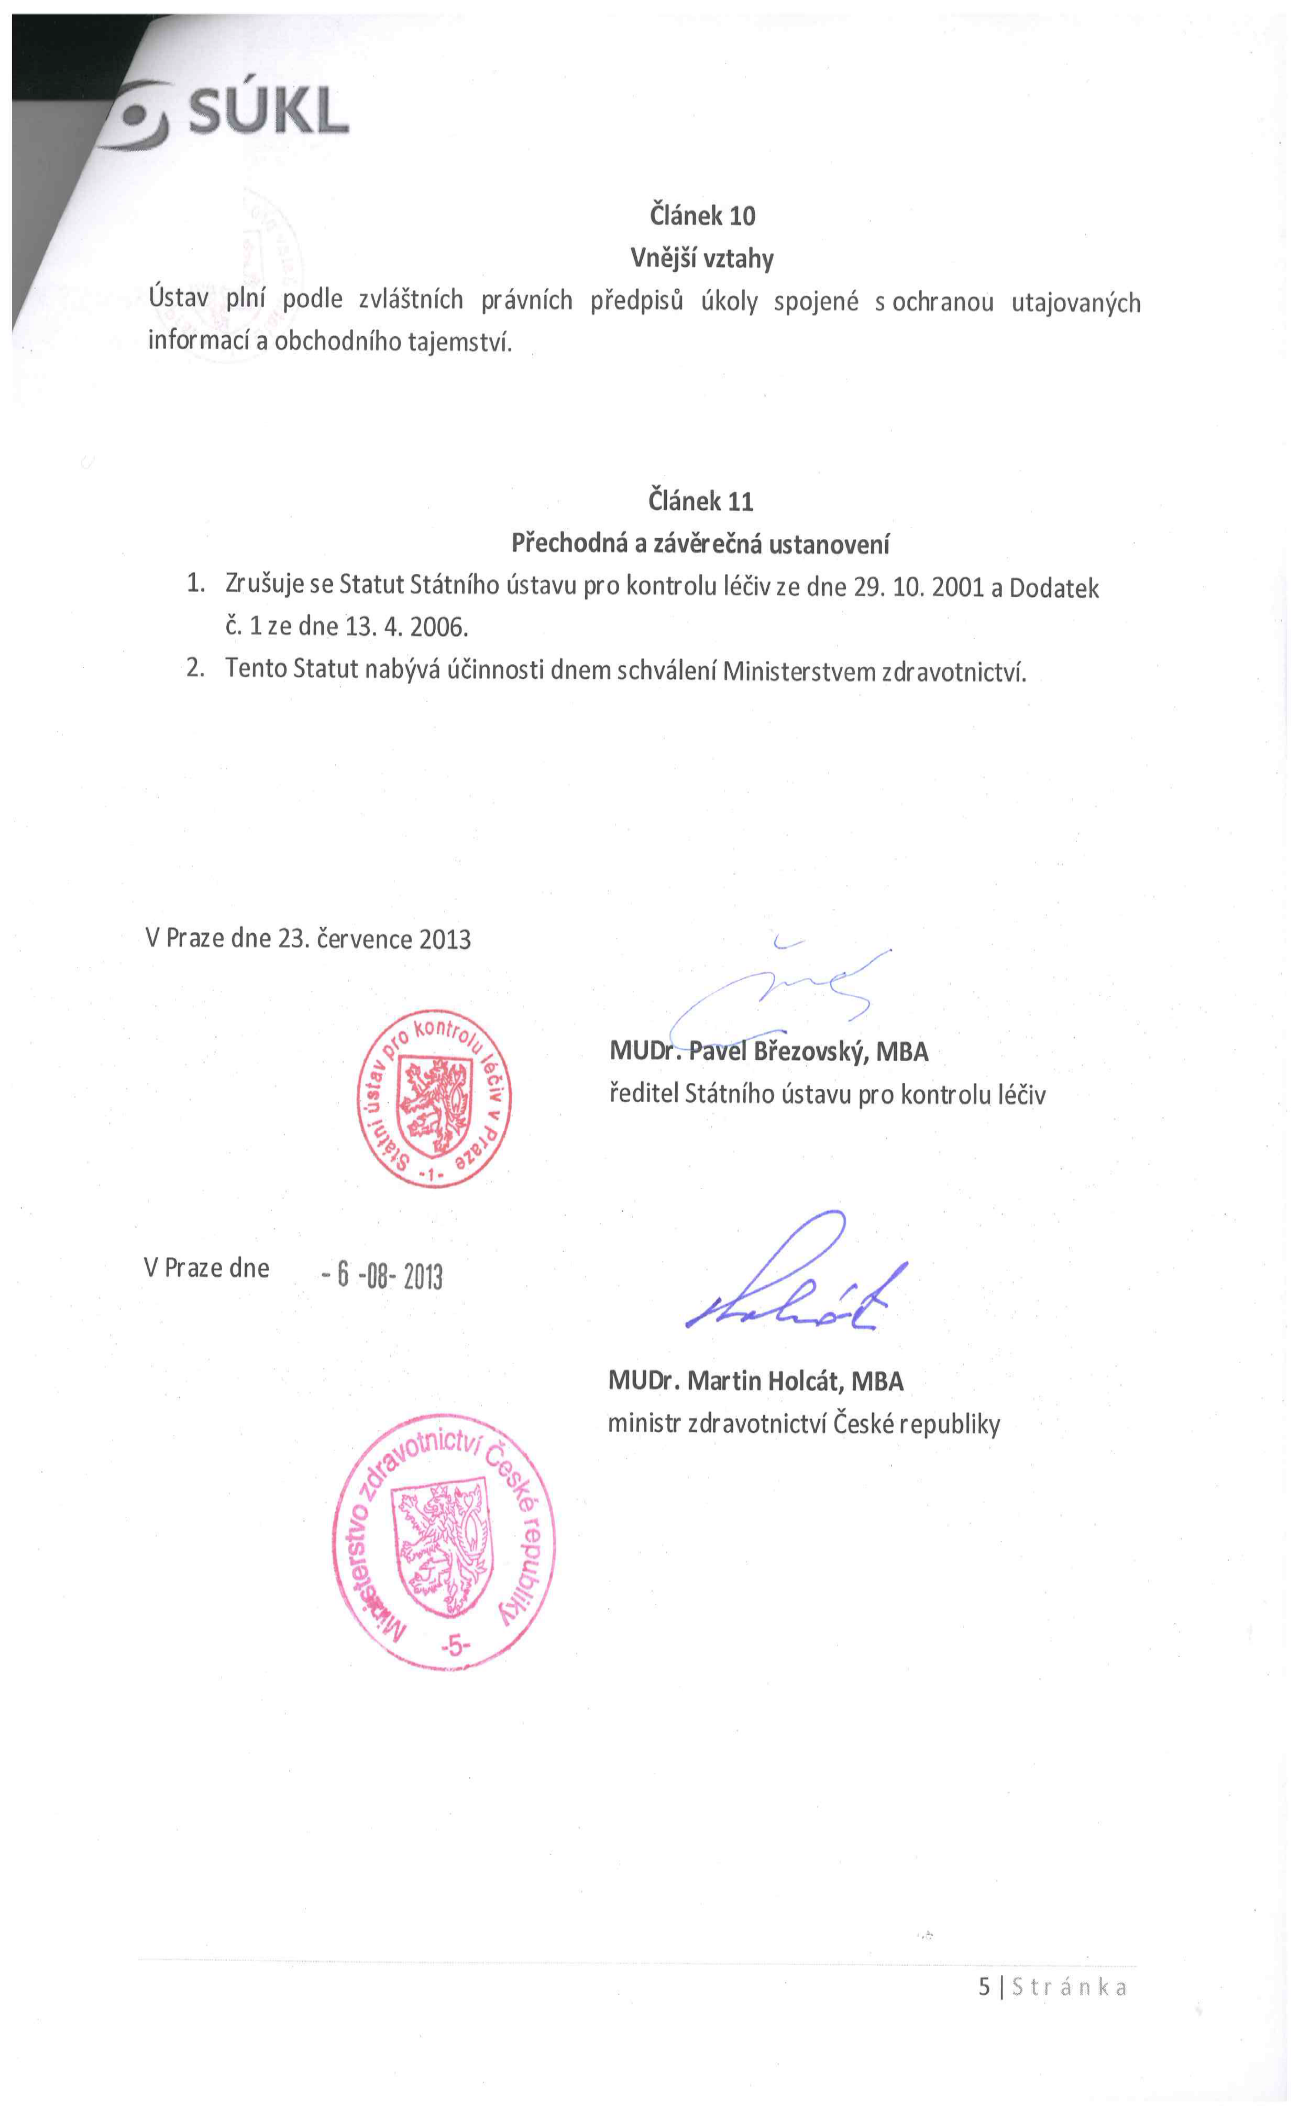 SÚKL
Článek 10
Vnější vztahy
Ústav plní podle zvláštních právních předpisů úkoly spojené s ochranou utajovaných
informací a obchodního tajemství.
Článek 11
Přechodná a závěrečná ustanovení
1. Zrušuje se Statut Státního ústavu pro kontrolu léčiv ze dne 29. 10. 2001 a Dodatek
č. 1 ze dne 13. 4. 2006.
2. Tento Statut nabývá účinnosti dnem schválení Ministerstvem zdravotnictví.
V Praze dne 23. července 2013
Státní ústav pro kontrolu léčiv v Praze
-1-
MUDr. Pavel Březovský, MBA
ředitel Státního ústavu pro kontrolu léčiv
V Praze dne - 6 -08- 2013
Holcát
MUDr. Martin Holcát, MBA
ministr zdravotnictví České republiky
Ministerstvo zdravotnictví České republiky
-5-
5 | Stránka